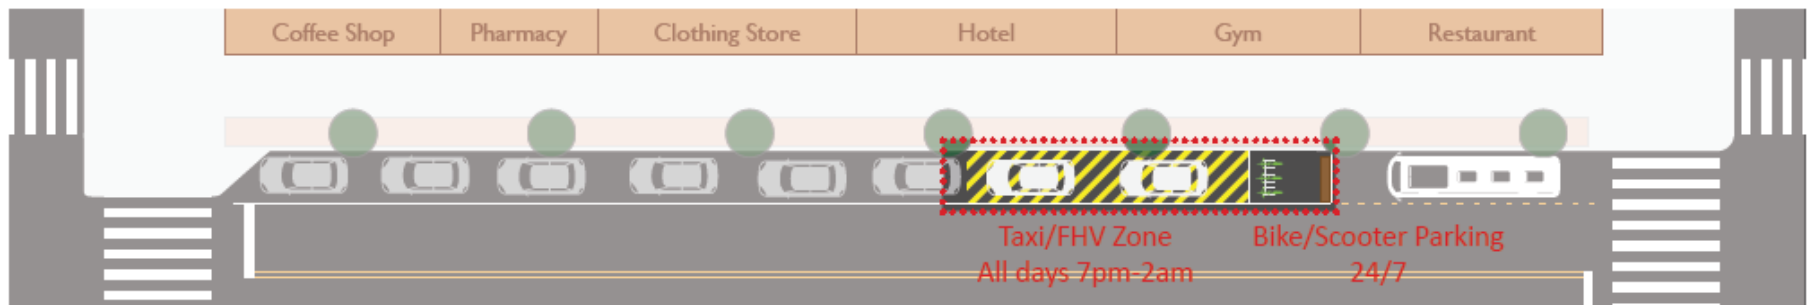 Coffee Shop
Pharmacy
Clothing Store
Hotel
Gym
Restaurant
Taxi/FHV Zone
All days 7pm-2am
Bike/Scooter Parking
24/7